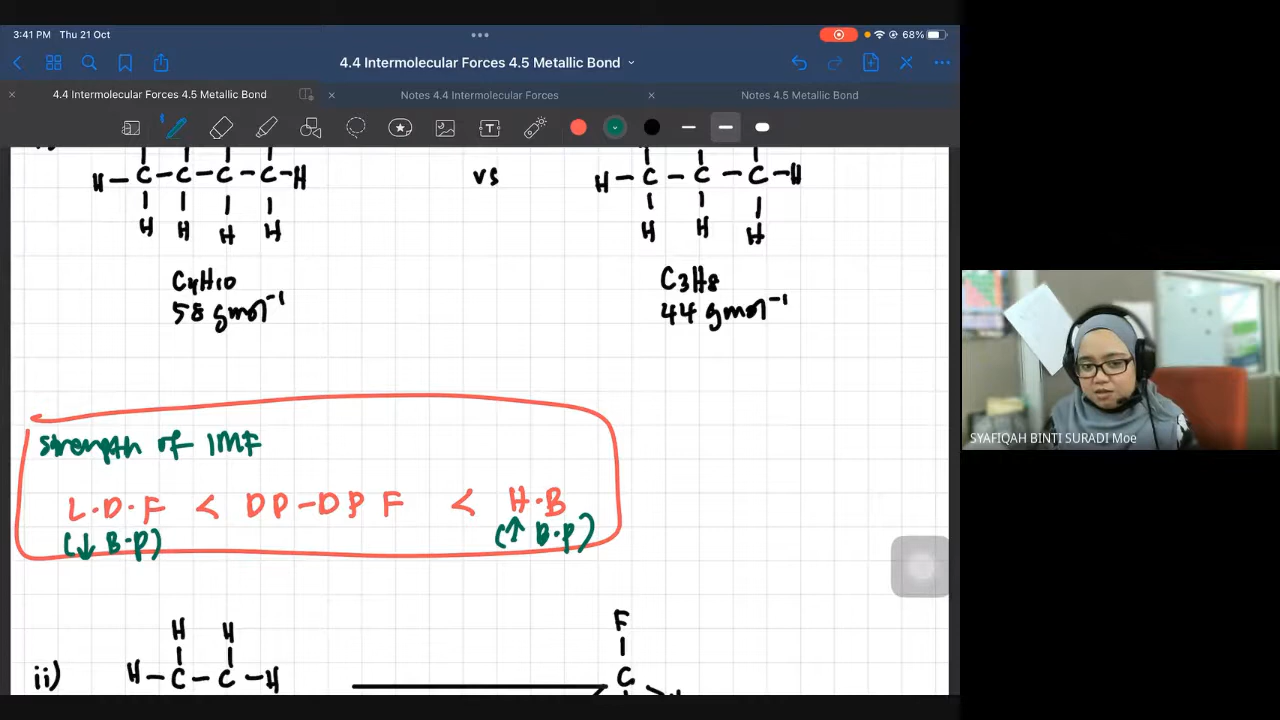 3:41 PM Thu 21 Oct
68%
4.4 Intermolecular Forces 4.5 Metallic Bond
4.4 Intermolecular Forces 4.5 Metallic Bond
Notes 4.4 Intermolecular Forces
Notes 4.5 Metallic Bond
H-C-C-C-C-H
vs
H-C-C-C-H
H H H H
H H H
C4H10
58 gmol-1
C3H8
44 gmol-1
strength of IMF
L.D.F < DP-DP F < H.B
(↓ B.P)
(↑ B.P)
H H
F
ii) H-C-C-H
C
SYAFIQAH BINTI SURADI Moe